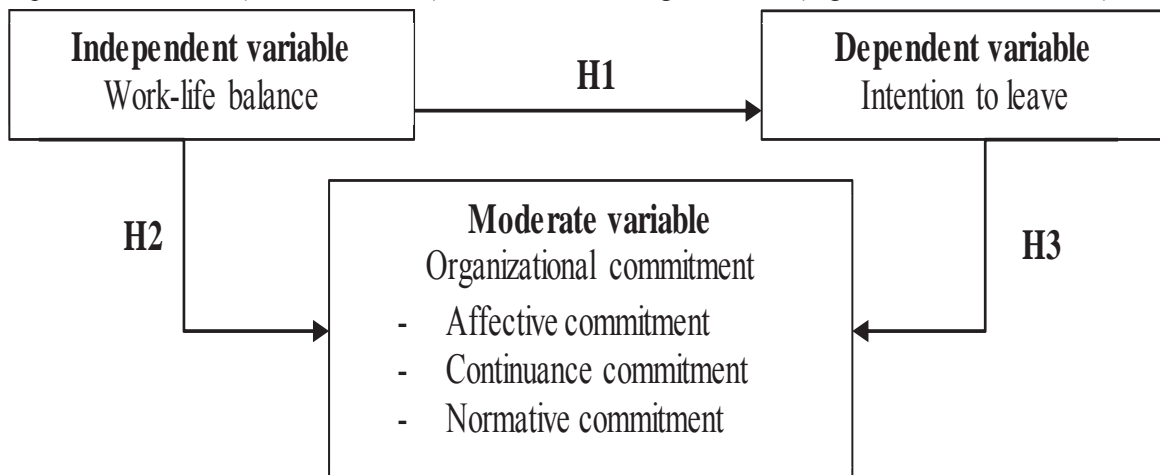 Independent variable
Work-life balance
H1
Dependent variable
Intention to leave
H2
Moderate variable
Organizational commitment
- Affective commitment
- Continuance commitment
- Normative commitment
H3